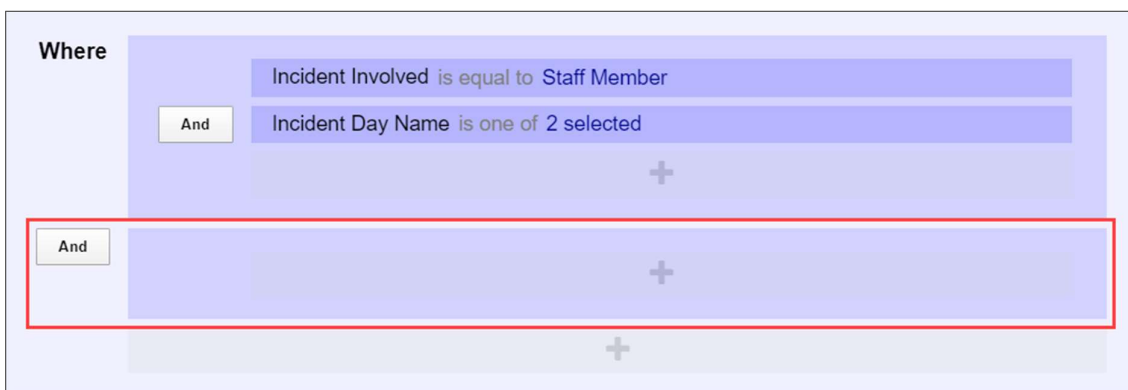 Where
Incident Involved is equal to Staff Member
And
Incident Day Name is one of 2 selected
And